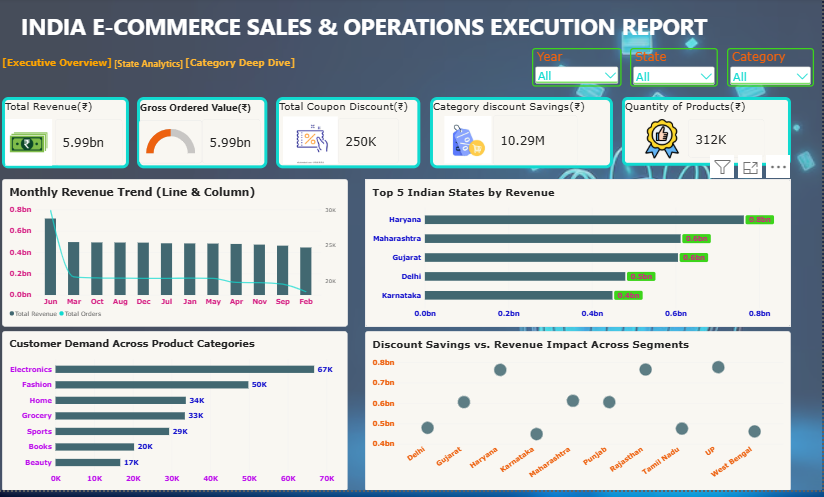 INDIA E-COMMERCE SALES & OPERATIONS EXECUTION REPORT
[Executive Overview] [State Analytics] [Category Deep Dive]
Year
All
State
All
Category
All
Total Revenue(₹)
5.99bn
Gross Ordered Value(₹)
5.99bn
Total Coupon Discount(₹)
250K
Category discount Savings(₹)
10.29M
Quantity of Products(₹)
312K
Monthly Revenue Trend (Line & Column)
0.8bn
0.6bn
0.4bn
0.2bn
0.0bn
30K
25K
20K
Jun Mar Oct Aug Dec Jul Jan May Apr Nov Sep Feb
Total Revenue Total Orders
Top 5 Indian States by Revenue
Haryana 0.8bn
Maharashtra 0.6bn
Gujarat 0.6bn
Delhi 0.5bn
Karnataka 0.4bn
0.0bn 0.2bn 0.4bn 0.6bn 0.8bn
Customer Demand Across Product Categories
Electronics 67K
Fashion 50K
Home 34K
Grocery 33K
Sports 29K
Books 20K
Beauty 17K
0K 10K 20K 30K 40K 50K 60K 70K
Discount Savings vs. Revenue Impact Across Segments
0.8bn
0.7bn
0.6bn
0.5bn
0.4bn
Delhi Gujarat Haryana Karnataka Maharashtra Punjab Rajasthan Tamil Nadu UP West Bengal